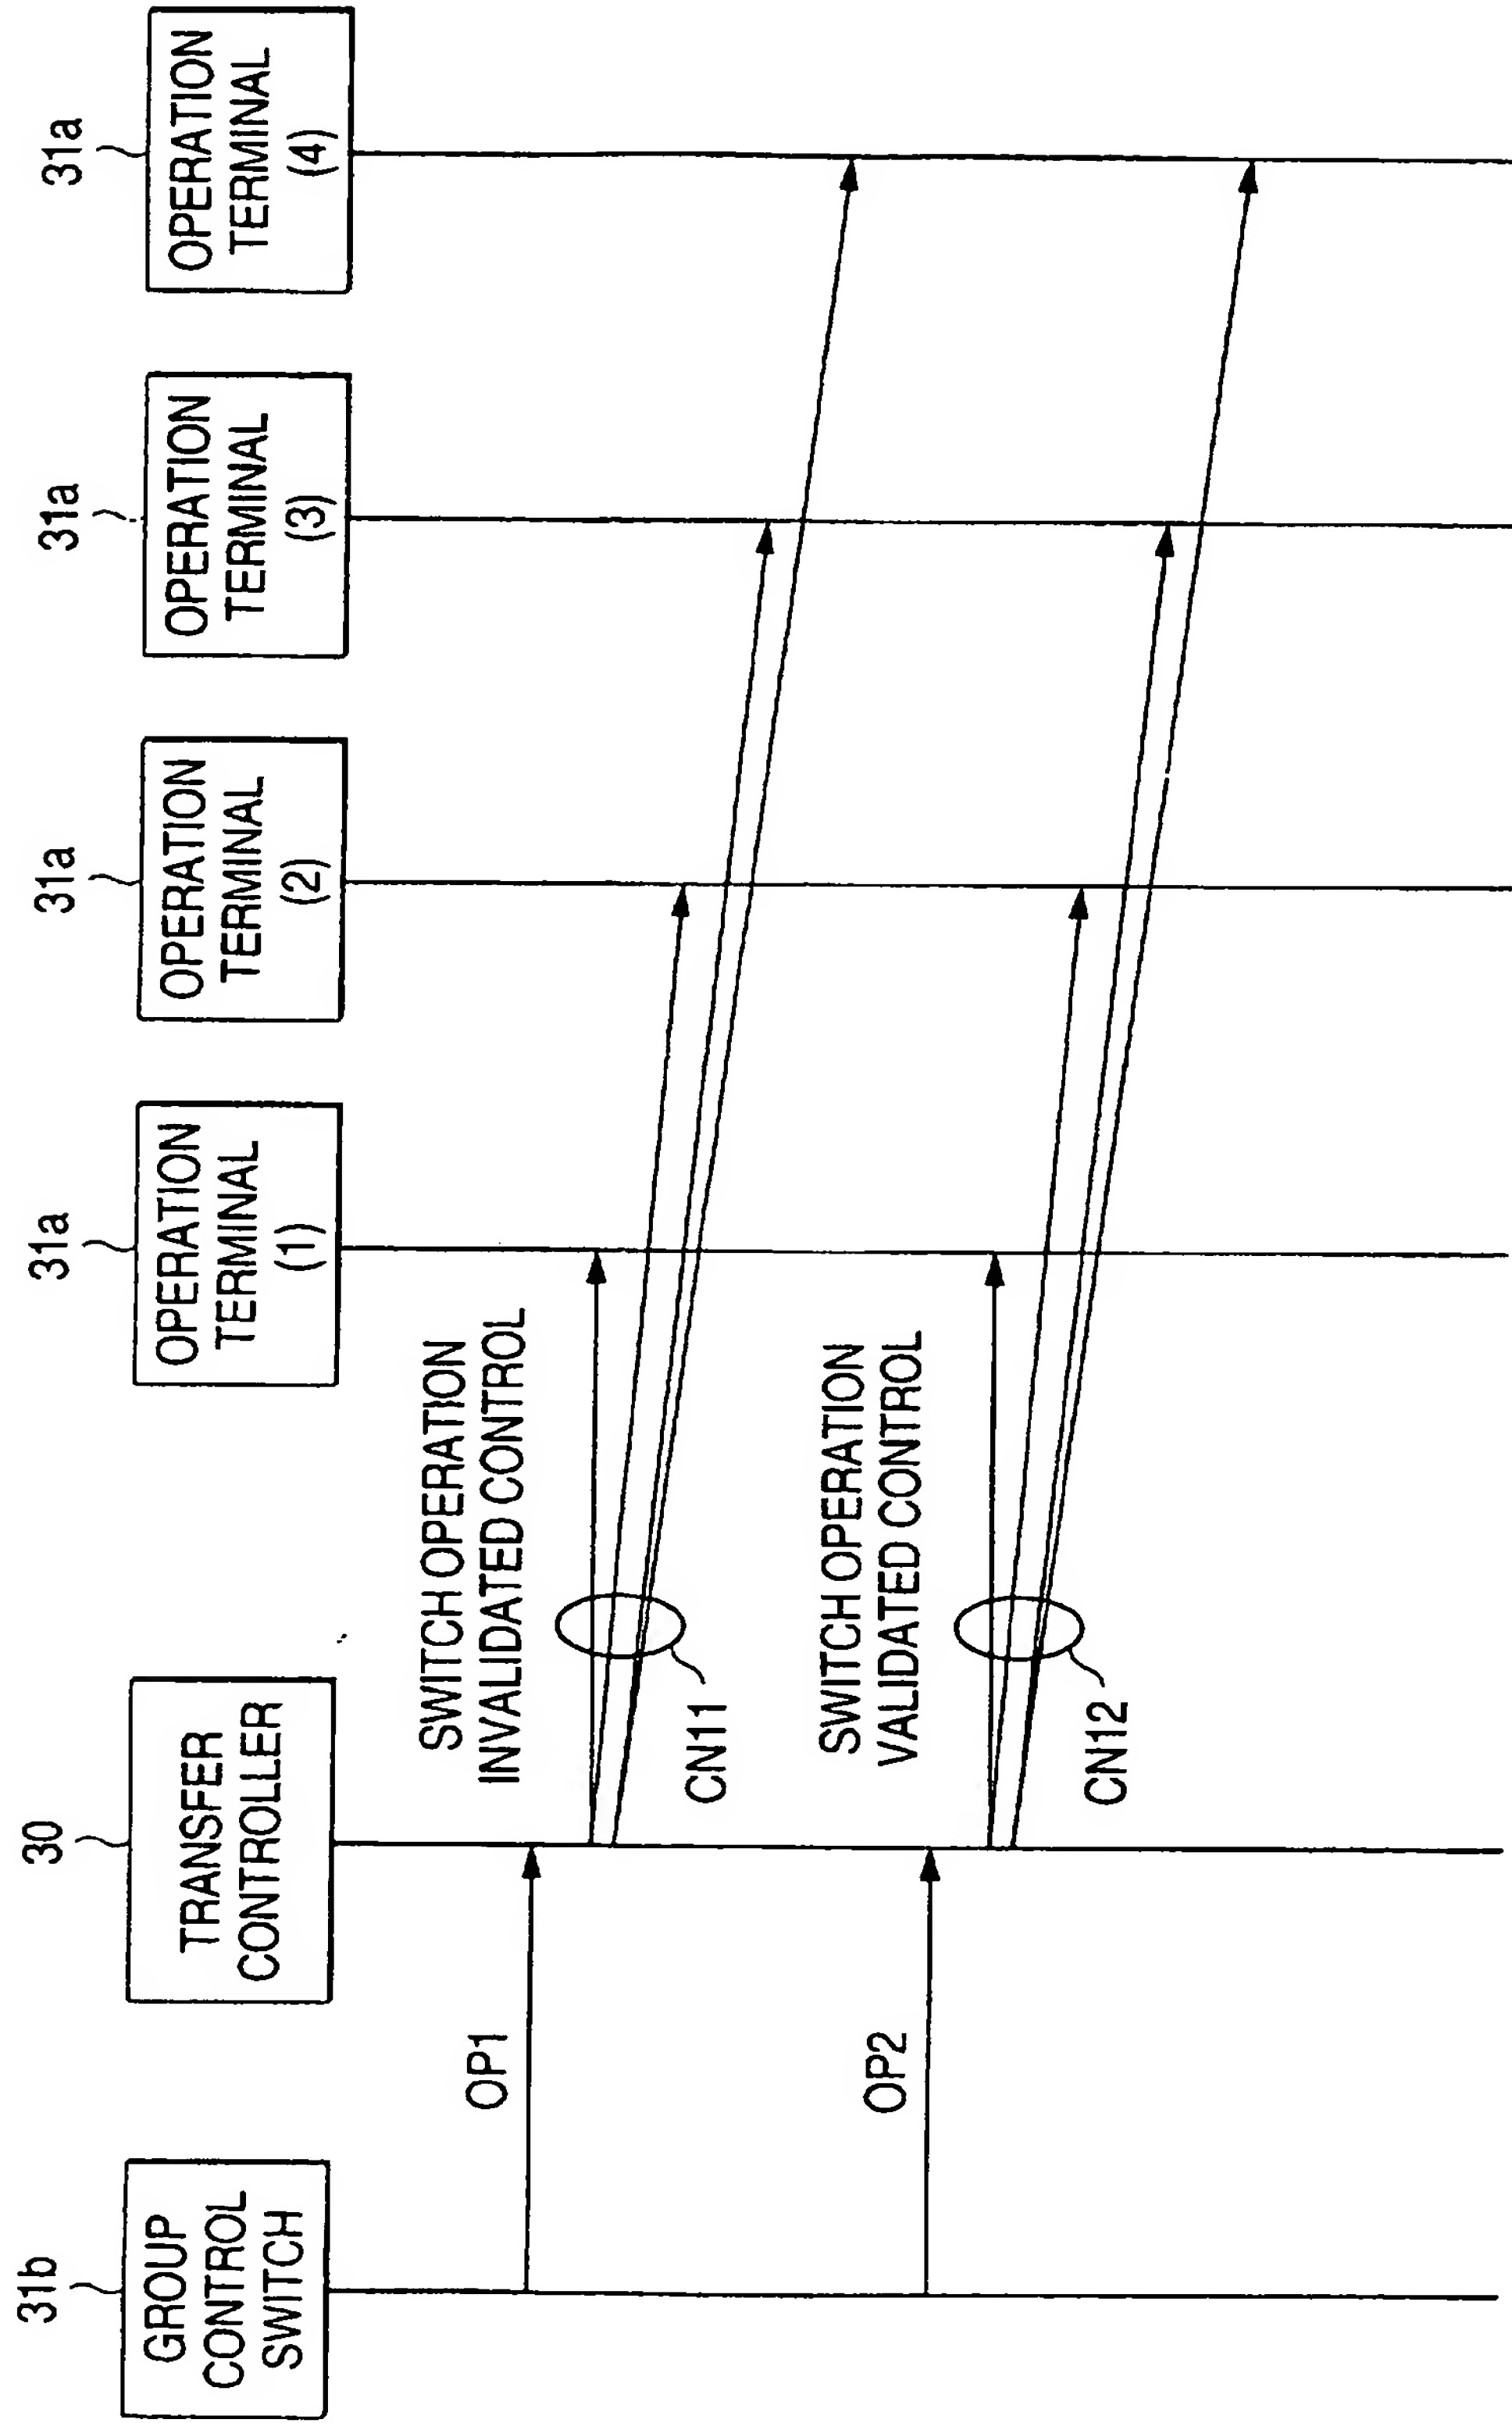 31b
GROUP
CONTROL
SWITCH
30
TRANSFER
CONTROLLER
31a
OPERATION
TERMINAL
(1)
31a
OPERATION
TERMINAL
(2)
31a
OPERATION
TERMINAL
(3)
31a
OPERATION
TERMINAL
(4)
OP1
SWITCH OPERATION
INVALIDATED CONTROL
CN11
OP2
SWITCH OPERATION
VALIDATED CONTROL
CN12